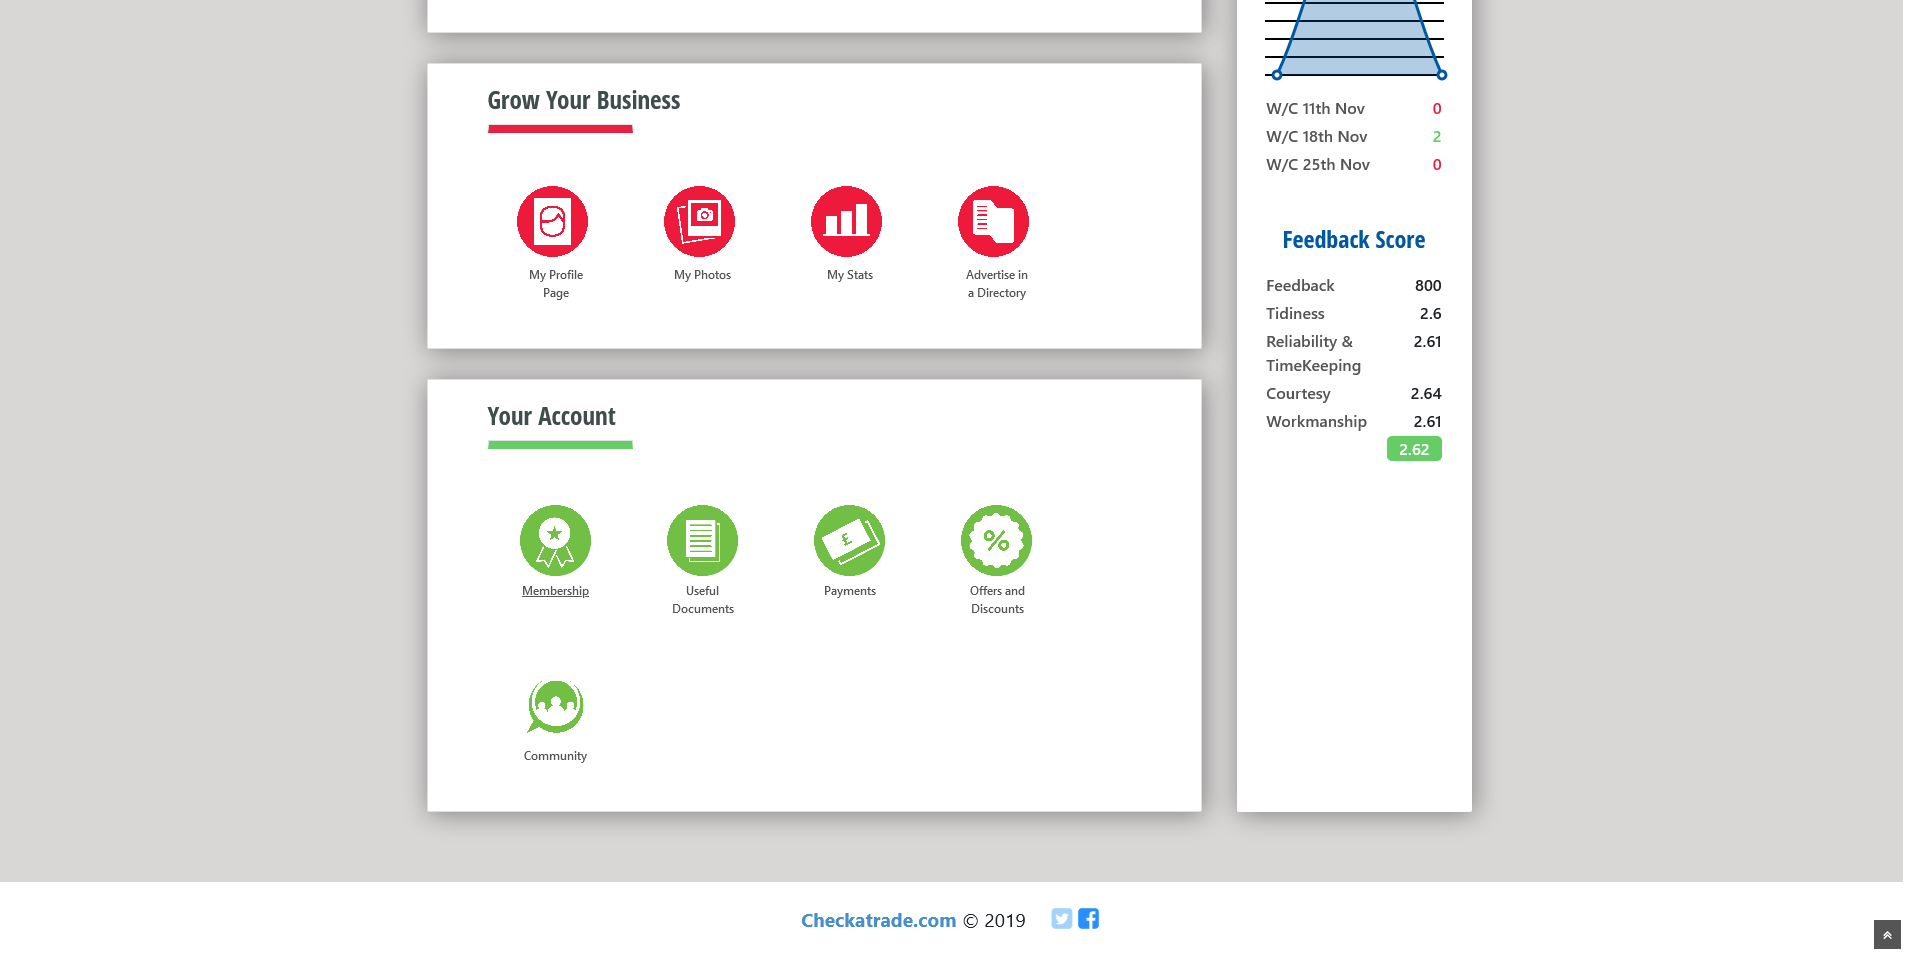 Grow Your Business
My Profile
Page
My Photos
My Stats
Advertise in
a Directory
Your Account
Membership
Useful
Documents
£
Payments
%
Offers and
Discounts
Community
W/C 11th Nov 0
W/C 18th Nov 2
W/C 25th Nov 0
Feedback Score
Feedback 800
Tidiness 2.6
Reliability & 2.61
TimeKeeping
Courtesy 2.64
Workmanship 2.61
2.62
Checkatrade.com © 2019